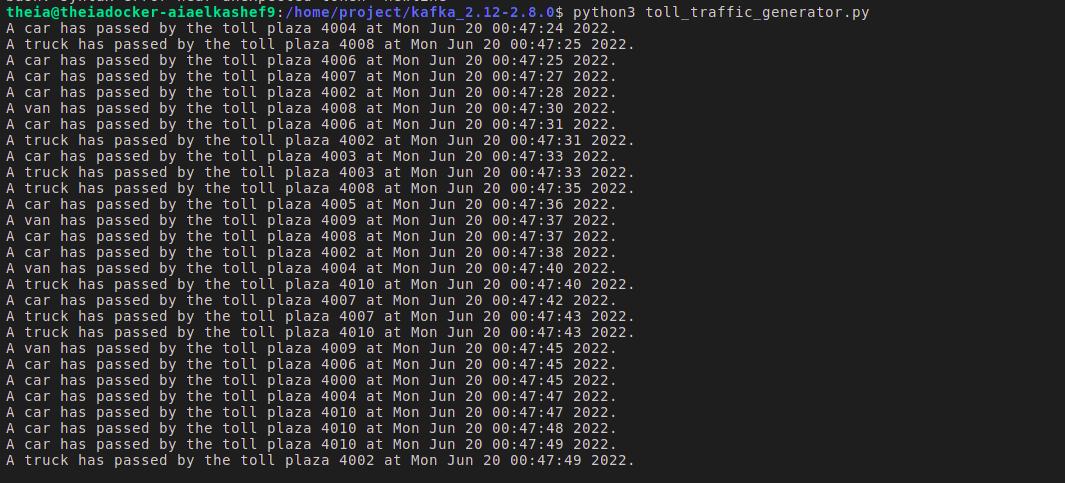 theia@theiadocker-aiaelkashef9:/home/project/kafka_2.12-2.8.0$ python3 toll_traffic_generator.py
A car has passed by the toll plaza 4004 at Mon Jun 20 00:47:24 2022.
A truck has passed by the toll plaza 4008 at Mon Jun 20 00:47:25 2022.
A car has passed by the toll plaza 4006 at Mon Jun 20 00:47:25 2022.
A car has passed by the toll plaza 4007 at Mon Jun 20 00:47:27 2022.
A car has passed by the toll plaza 4002 at Mon Jun 20 00:47:28 2022.
A van has passed by the toll plaza 4008 at Mon Jun 20 00:47:30 2022.
A car has passed by the toll plaza 4006 at Mon Jun 20 00:47:31 2022.
A truck has passed by the toll plaza 4002 at Mon Jun 20 00:47:31 2022.
A car has passed by the toll plaza 4003 at Mon Jun 20 00:47:33 2022.
A truck has passed by the toll plaza 4003 at Mon Jun 20 00:47:33 2022.
A truck has passed by the toll plaza 4008 at Mon Jun 20 00:47:35 2022.
A car has passed by the toll plaza 4005 at Mon Jun 20 00:47:36 2022.
A van has passed by the toll plaza 4009 at Mon Jun 20 00:47:37 2022.
A car has passed by the toll plaza 4008 at Mon Jun 20 00:47:37 2022.
A car has passed by the toll plaza 4002 at Mon Jun 20 00:47:38 2022.
A van has passed by the toll plaza 4004 at Mon Jun 20 00:47:40 2022.
A truck has passed by the toll plaza 4010 at Mon Jun 20 00:47:40 2022.
A car has passed by the toll plaza 4007 at Mon Jun 20 00:47:42 2022.
A truck has passed by the toll plaza 4007 at Mon Jun 20 00:47:43 2022.
A truck has passed by the toll plaza 4010 at Mon Jun 20 00:47:43 2022.
A van has passed by the toll plaza 4009 at Mon Jun 20 00:47:45 2022.
A car has passed by the toll plaza 4006 at Mon Jun 20 00:47:45 2022.
A car has passed by the toll plaza 4000 at Mon Jun 20 00:47:45 2022.
A car has passed by the toll plaza 4004 at Mon Jun 20 00:47:47 2022.
A car has passed by the toll plaza 4010 at Mon Jun 20 00:47:47 2022.
A car has passed by the toll plaza 4010 at Mon Jun 20 00:47:48 2022.
A car has passed by the toll plaza 4010 at Mon Jun 20 00:47:49 2022.
A truck has passed by the toll plaza 4002 at Mon Jun 20 00:47:49 2022.